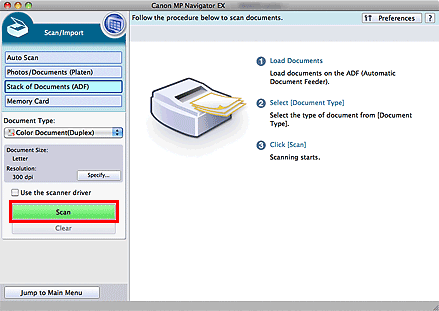 Canon MP Navigator EX
Scan/Import
Follow the procedure below to scan documents.
Preferences
?
Auto Scan
Photos/Documents (Platen)
Stack of Documents (ADF)
Memory Card
Document Type:
Color Document(Duplex)
Document Size:
Letter
Resolution:
300 dpi
Specify...
Use the scanner driver
Scan
Clear
Jump to Main Menu
1 Load Documents
Load documents on the ADF (Automatic
Document Feeder).
2 Select [Document Type]
Select the type of document from [Document
Type].
3 Click [Scan]
Scanning starts.